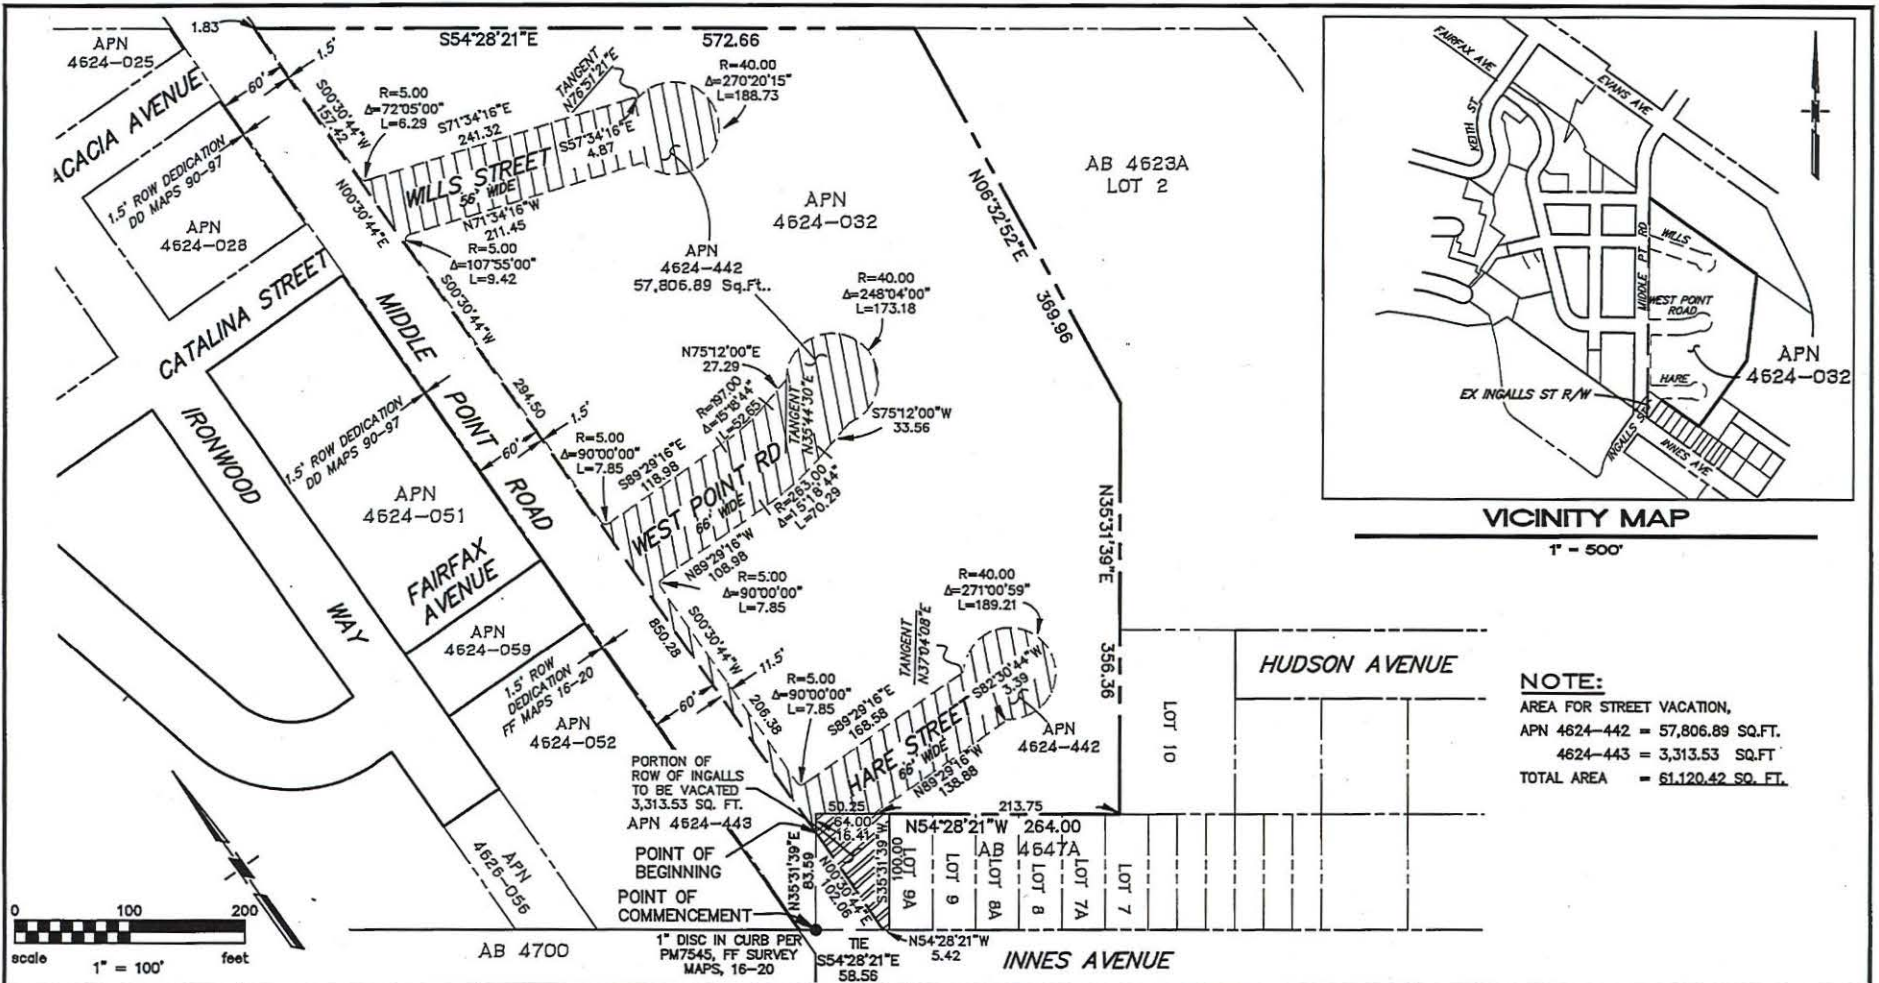 1.83
S54°28'21"E 572.66
APN
4624-025
ACACIA AVENUE
60'
1.5'
S00°30'44"W
157.42
R=5.00
Δ=72°05'00"
L=6.29
S71°34'16"E
241.32
TANGENT
N76°51'21"E
R=40.00
Δ=270°20'15"
L=188.73
S57°34'16"E
4.87
WILLS STREET
56' WIDE
N71°34'16"W
211.45
1.5' ROW DEDICATION
DD MAPS 90-97
APN
4624-028
N00°30'44"E
R=5.00
Δ=107°55'00"
L=9.42
APN
4624-442
57,806.89 Sq.Ft..
APN
4624-032
AB 4623A
LOT 2
N06°32'52"E
369.96
CATALINA STREET
MIDDLE POINT ROAD
S00°30'44"W
294.50
1.5'
60'
R=40.00
Δ=248°04'00"
L=173.18
N75°12'00"E
27.29
R=197.00
Δ=15°18'44"
L=52.65
TANGENT
N35°44'30"E
S75°12'00"W
33.56
R=5.00
Δ=90°00'00"
L=7.85
S89°29'16"E
118.98
WEST POINT RD
66' WIDE
R=263.00
Δ=15°18'44"
L=70.29
N89°29'16"W
108.98
R=5.00
Δ=90°00'00"
L=7.85
IRONWOOD WAY
1.5' ROW DEDICATION
DD MAPS 90-97
APN
4624-051
FAIRFAX
AVENUE
APN
4624-059
1.5' ROW
DEDICATION
FF MAPS 16-20
APN
4624-052
850.28
S00°30'44"W
206.38
11.5'
60'
R=5.00
Δ=90°00'00"
L=7.85
R=40.00
Δ=271°00'59"
L=189.21
TANGENT
N37°04'08"E
S89°29'16"E
168.58
S82°30'44"W
3.39
HARE STREET
66' WIDE
N89°29'16"W
138.88
APN
4624-442
N35°31'39"E
356.36
PORTION OF
ROW OF INGALLS
TO BE VACATED
3,313.53 SQ. FT.
APN 4624-443
POINT OF
BEGINNING
POINT OF
COMMENCEMENT
1" DISC IN CURB PER
PM7545, FF SURVEY
MAPS, 16-20
50.25
64.00
16.41
213.75
N54°28'21"W 264.00
AB 4647A
N35°31'39"E
83.59
N00°30'44"E
102.06
S35°31'39"W
100.00
LOT 9A
LOT 9
LOT 8A
LOT 8
LOT 7A
LOT 7
LOT 10
TIE
S54°28'21"E
58.56
N54°28'21"W
5.42
INNES AVENUE
HUDSON AVENUE
APN
4626-056
AB 4700
0 100 200
scale feet
1" = 100'
FAIRFAX AVE
EVANS AVE
KEITH ST
MIDDLE PT RD
WILLS
WEST POINT
ROAD
HARE
APN
4624-032
EX INGALLS ST R/W
INGALLS ST
INNES AVE
VICINITY MAP
1" = 500'
NOTE:
AREA FOR STREET VACATION,
APN 4624-442 = 57,806.89 SQ.FT.
4624-443 = 3,313.53 SQ.FT
TOTAL AREA = 61,120.42 SQ. FT.